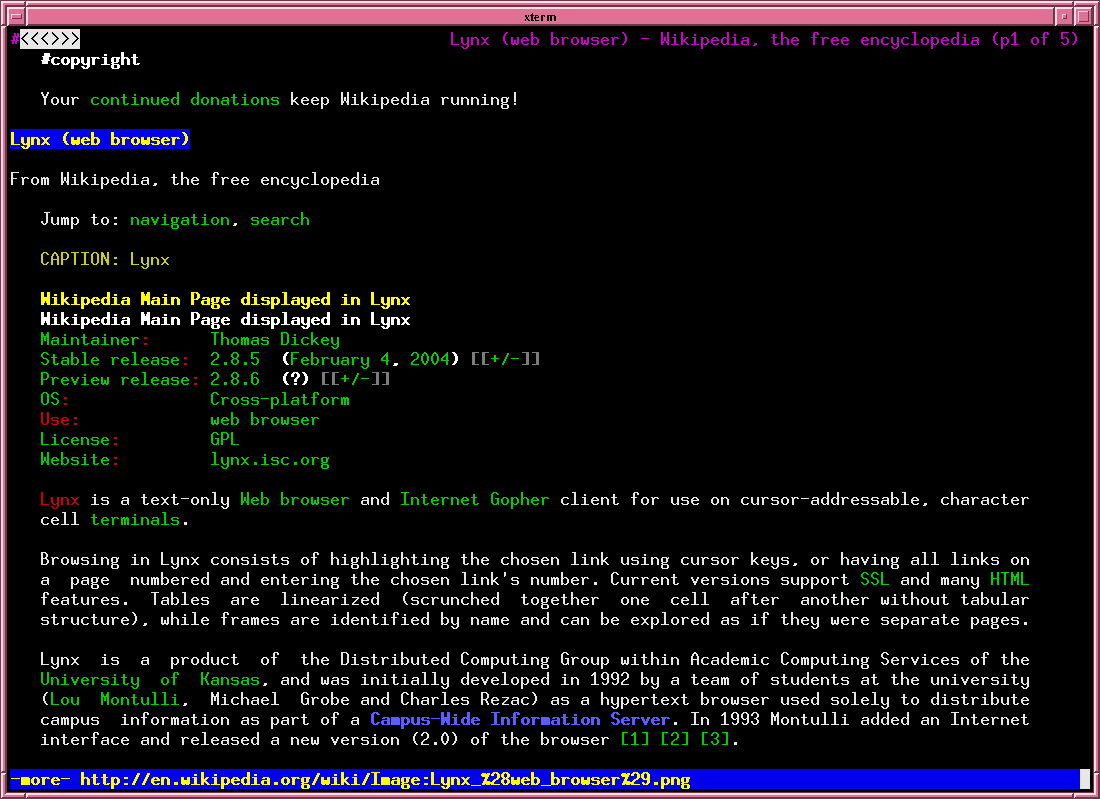 xterm
#<<<>>> Lynx (web browser) - Wikipedia, the free encyclopedia (p1 of 5)
#copyright
Your continued donations keep Wikipedia running!
Lynx (web browser)
From Wikipedia, the free encyclopedia
Jump to: navigation, search
CAPTION: Lynx
Wikipedia Main Page displayed in Lynx
Wikipedia Main Page displayed in Lynx
Maintainer: Thomas Dickey
Stable release: 2.8.5 (February 4, 2004) [[+/-]]
Preview release: 2.8.6 (?) [[+/-]]
OS: Cross-platform
Use: web browser
License: GPL
Website: lynx.isc.org
Lynx is a text-only Web browser and Internet Gopher client for use on cursor-addressable, character
cell terminals.
Browsing in Lynx consists of highlighting the chosen link using cursor keys, or having all links on
a page numbered and entering the chosen link's number. Current versions support SSL and many HTML
features. Tables are linearized (scrunched together one cell after another without tabular
structure), while frames are identified by name and can be explored as if they were separate pages.
Lynx is a product of the Distributed Computing Group within Academic Computing Services of the
University of Kansas, and was initially developed in 1992 by a team of students at the university
(Lou Montulli, Michael Grobe and Charles Rezac) as a hypertext browser used solely to distribute
campus information as part of a Campus-Wide Information Server. In 1993 Montulli added an Internet
interface and released a new version (2.0) of the browser [1] [2] [3].
-more- http://en.wikipedia.org/wiki/Image:Lynx_%28web_browser%29.png